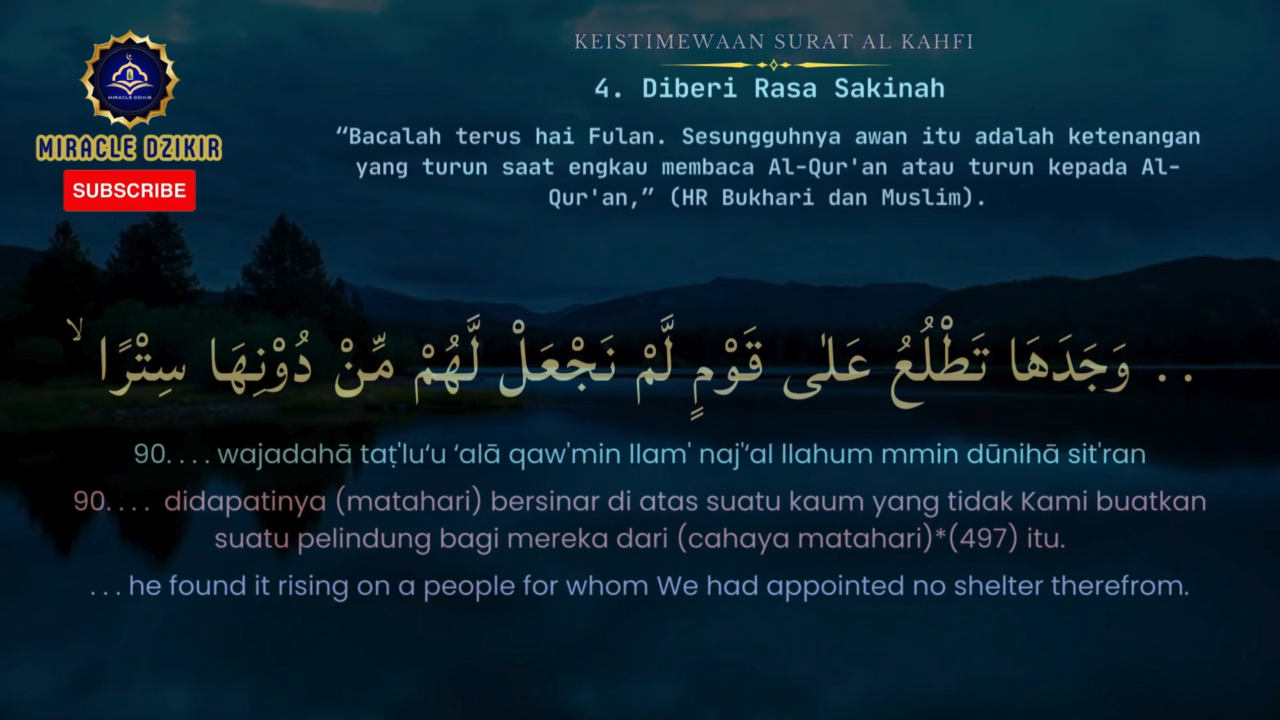 MIRACLE DZIKIR
MIRACLE DZIKIR
SUBSCRIBE
KEISTIMEWAAN SURAT AL KAHFI
4. Diberi Rasa Sakinah
“Bacalah terus hai Fulan. Sesungguhnya awan itu adalah ketenangan
yang turun saat engkau membaca Al-Qur'an atau turun kepada Al-
Qur'an,” (HR Bukhari dan Muslim).
. . وَجَدَهَا تَطْلُعُ عَلٰى قَوْمٍ لَّمْ نَجْعَلْ لَّهُمْ مِّنْ دُوْنِهَا سِتْرًا ۙ
90. . . . wajadahā taṭ'lu‘u ‘alā qaw'min llam' naj'‘al llahum mmin dūnihā sit'ran
90. . . . didapatinya (matahari) bersinar di atas suatu kaum yang tidak Kami buatkan
suatu pelindung bagi mereka dari (cahaya matahari)*(497) itu.
. . . he found it rising on a people for whom We had appointed no shelter therefrom.